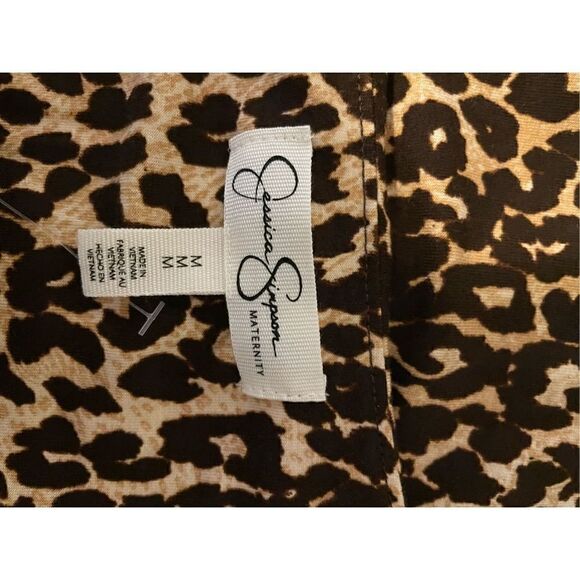 Jessica Simpson
MATERNITY
M
M
M
MADE IN
VIETNAM
FABRIQUE AU
VIETNAM
HECHO EN
VIETNAM